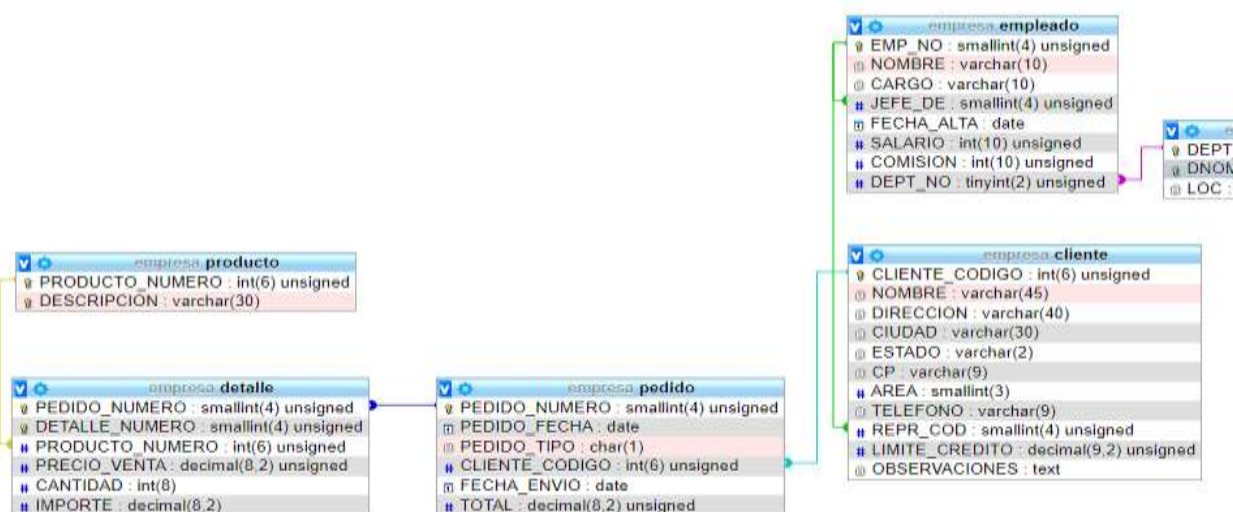 empresa empleado
EMP_NO : smallint(4) unsigned
NOMBRE : varchar(10)
CARGO : varchar(10)
JEFE_DE : smallint(4) unsigned
FECHA_ALTA : date
SALARIO : int(10) unsigned
COMISION : int(10) unsigned
DEPT_NO : tinyint(2) unsigned
DEPT
DNOM
LOC :
empresa producto
PRODUCTO_NUMERO : int(6) unsigned
DESCRIPCION : varchar(30)
empresa cliente
CLIENTE_CODIGO : int(6) unsigned
NOMBRE : varchar(45)
DIRECCION : varchar(40)
CIUDAD : varchar(30)
ESTADO : varchar(2)
CP : varchar(9)
AREA : smallint(3)
TELEFONO : varchar(9)
REPR_COD : smallint(4) unsigned
LIMITE_CREDITO : decimal(9,2) unsigned
OBSERVACIONES : text
empresa detalle
PEDIDO_NUMERO : smallint(4) unsigned
DETALLE_NUMERO : smallint(4) unsigned
PRODUCTO_NUMERO : int(6) unsigned
PRECIO_VENTA : decimal(8,2) unsigned
CANTIDAD : int(8)
IMPORTE : decimal(8,2)
empresa pedido
PEDIDO_NUMERO : smallint(4) unsigned
PEDIDO_FECHA : date
PEDIDO_TIPO : char(1)
CLIENTE_CODIGO : int(6) unsigned
FECHA_ENVIO : date
TOTAL : decimal(8,2) unsigned